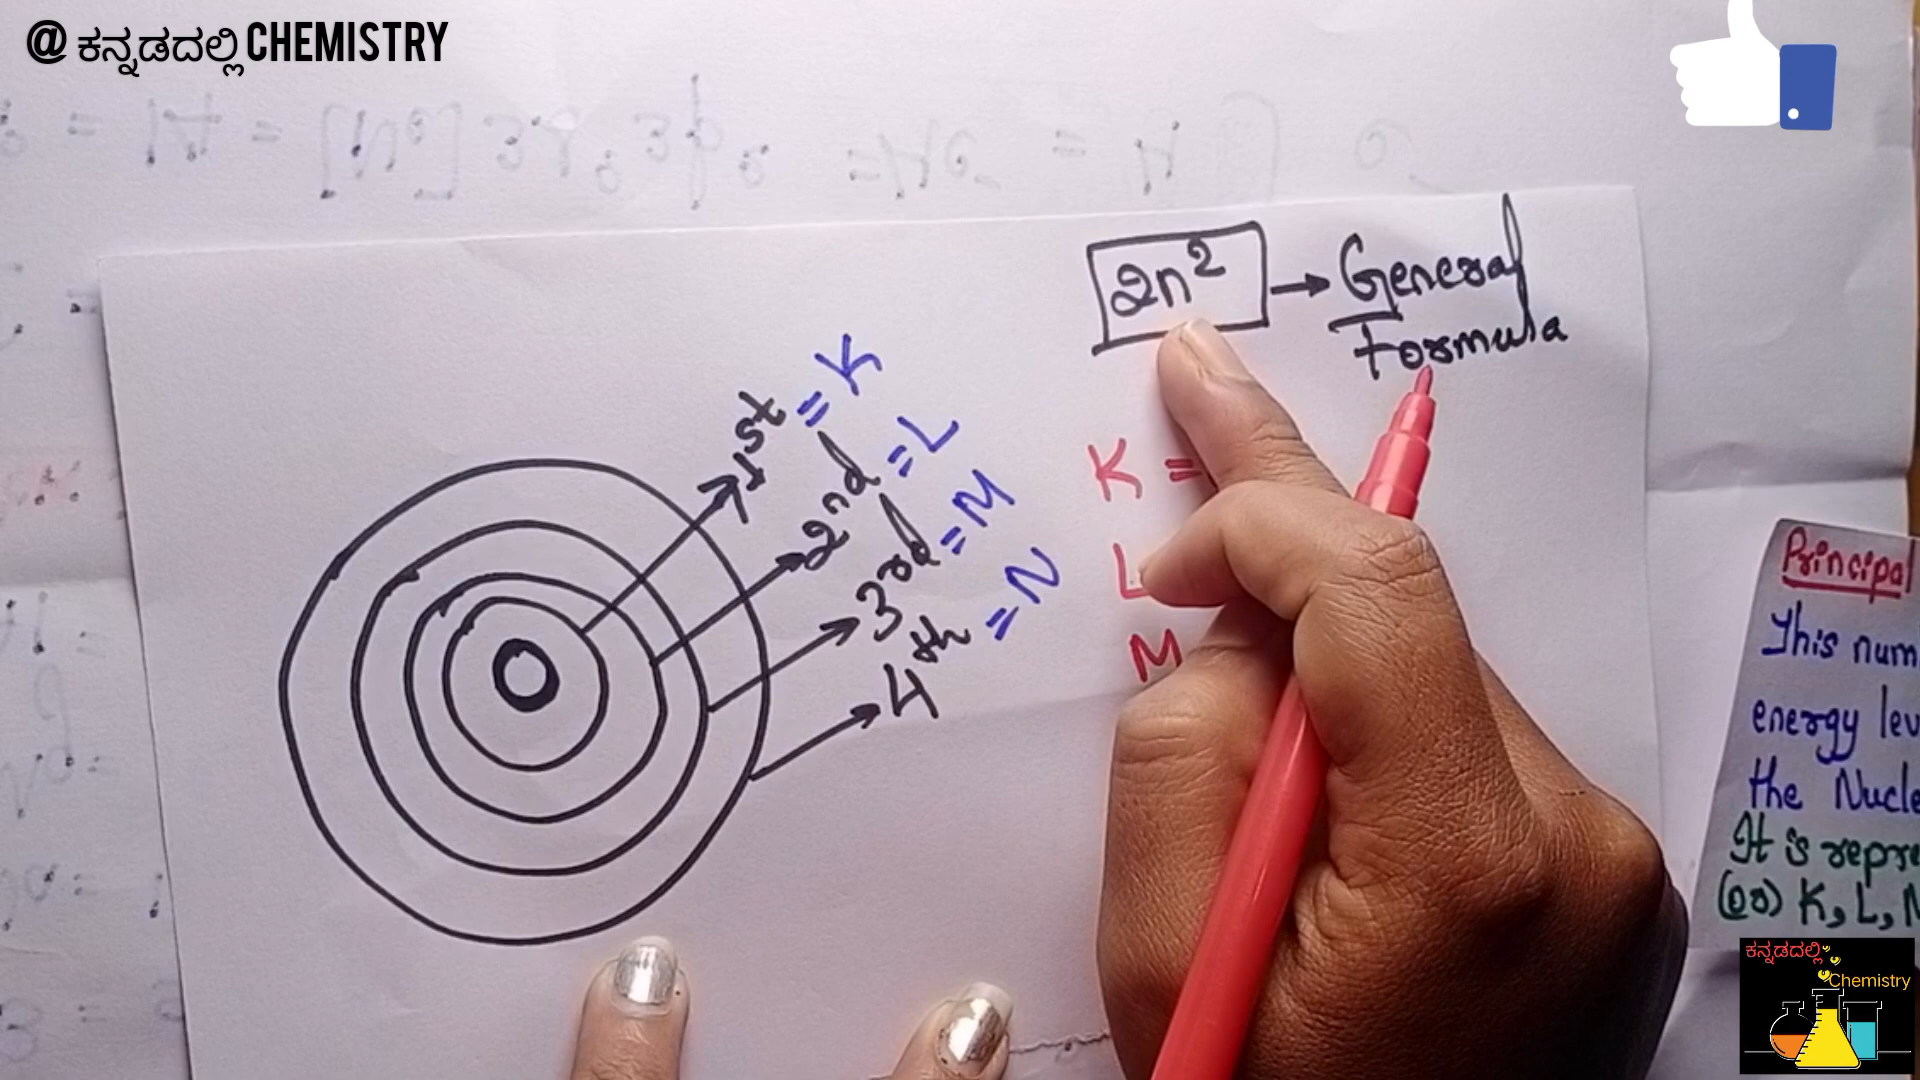 @ ಕನ್ನಡದಲ್ಲಿ CHEMISTRY
2n² → General
Formula
1st = K
2nd = L
3rd = M
4th = N
K =
L
M
Principal
This num
energy lev
the Nucle
It is repre
(or) K, L, M
ಕನ್ನಡದಲ್ಲಿ
Chemistry